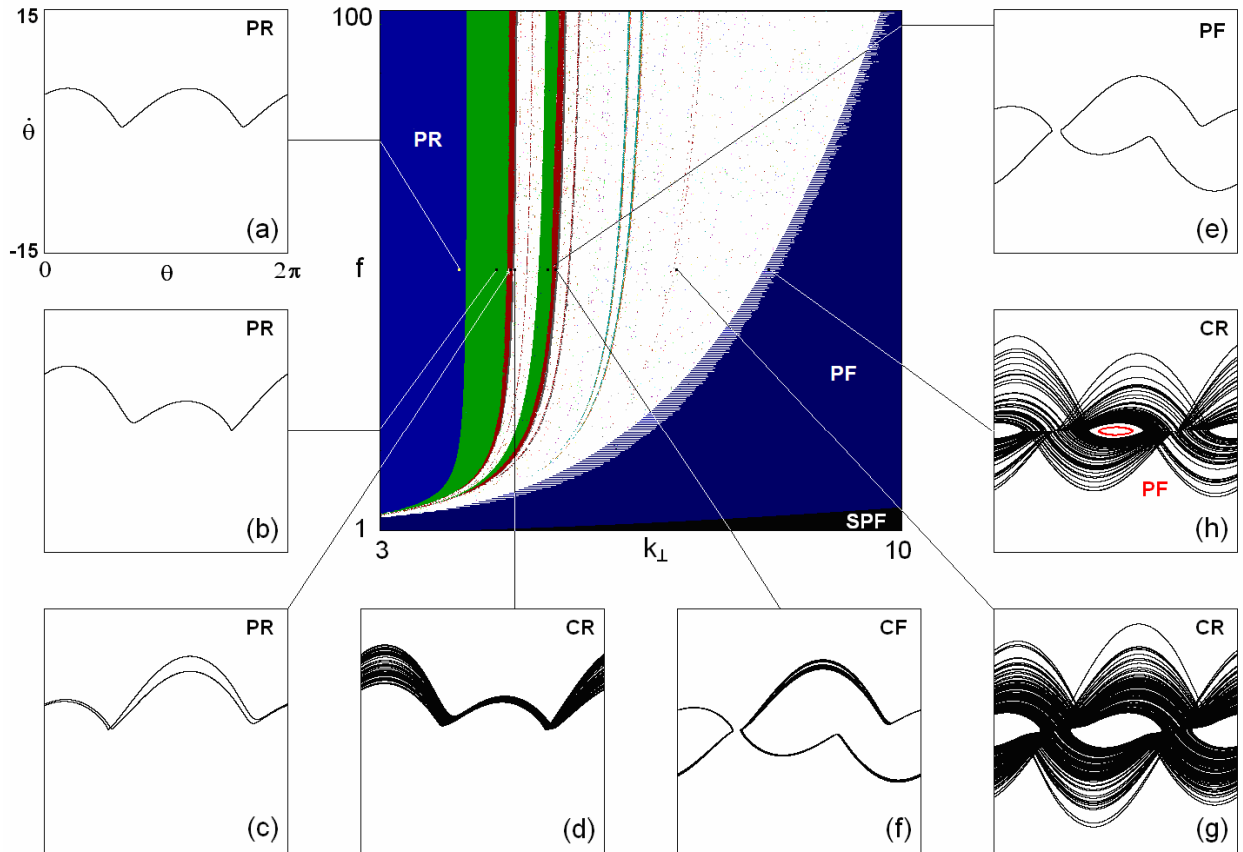 15
PR
θ̇
(a)
-15
0
θ
2π
100
PR
f
PF
SPF
1
3
k⊥
10
PF
(e)
PR
(b)
CR
PF
(h)
PR
(c)
CR
(d)
CF
(f)
CR
(g)